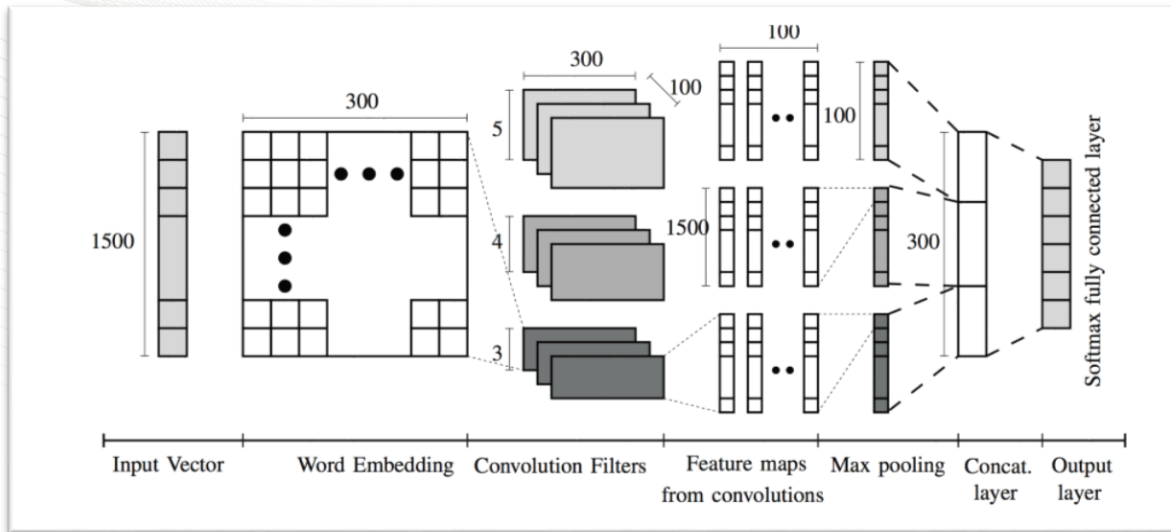 100
300
100
300
5
100
1500
4
1500
300
3
Softmax fully connected layer
Input Vector
Word Embedding
Convolution Filters
Feature maps
from convolutions
Max pooling
Concat.
layer
Output
layer